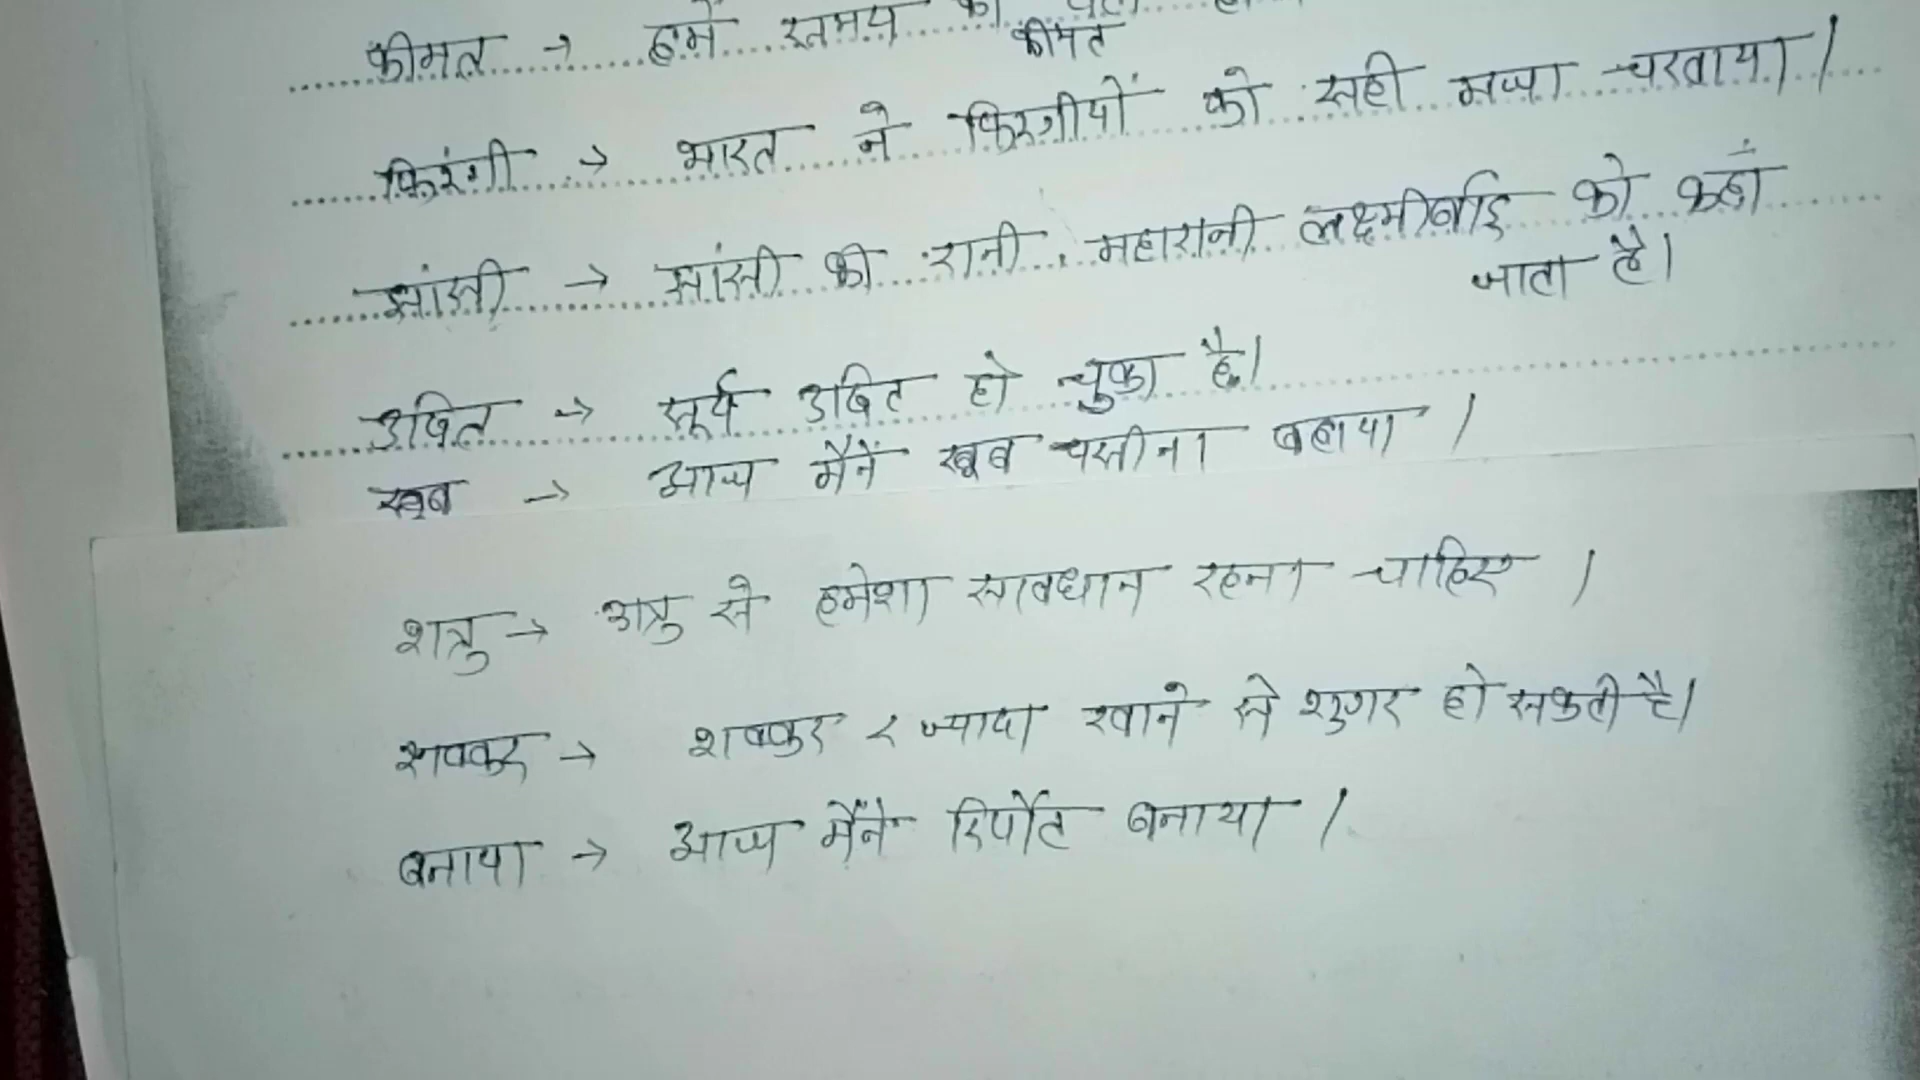 कीमत → हमें समय की
कीमत
फिरंगी → भारत ने फिरंगीयों को सही मजा चखाया।
झांसी → झांसी की रानी महारानी लक्ष्मीबाई को कहाँ
जाता है।
उदित → सूर्य उदित हो चुका है।
खूब → आज मैनें खूब पसीना बहाया।
शत्रु → शत्रु से हमेशा सावधान रहना चाहिए।
शक्कर → शक्कर ज्यादा खाने से शुगर हो सकती है।
बनाया → आज मैंने रिर्पोट बनाया।